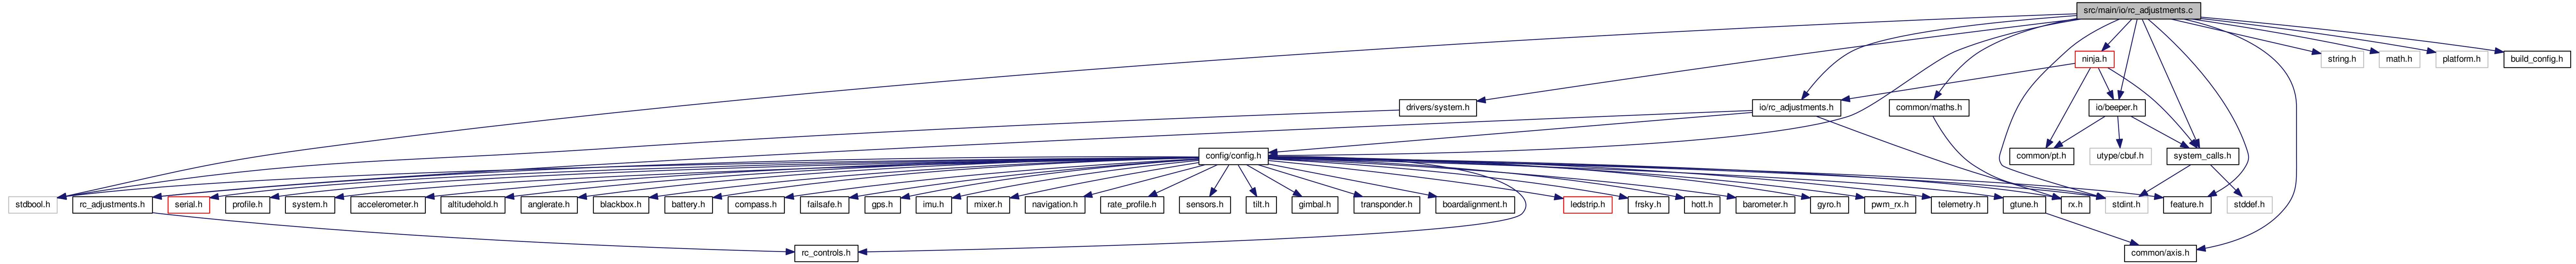 src/main/io/rc_adjustments.c
ninja.h
string.h
math.h
platform.h
build_config.h
drivers/system.h
io/rc_adjustments.h
common/maths.h
io/beeper.h
config/config.h
common/pt.h
utype/cbuf.h
system_calls.h
stdbool.h
rc_adjustments.h
serial.h
profile.h
system.h
accelerometer.h
altitudehold.h
anglerate.h
blackbox.h
battery.h
compass.h
failsafe.h
gps.h
imu.h
mixer.h
navigation.h
rate_profile.h
sensors.h
tilt.h
gimbal.h
transponder.h
boardalignment.h
ledstrip.h
frsky.h
hott.h
barometer.h
gyro.h
pwm_rx.h
telemetry.h
gtune.h
rx.h
stdint.h
feature.h
stddef.h
rc_controls.h
common/axis.h